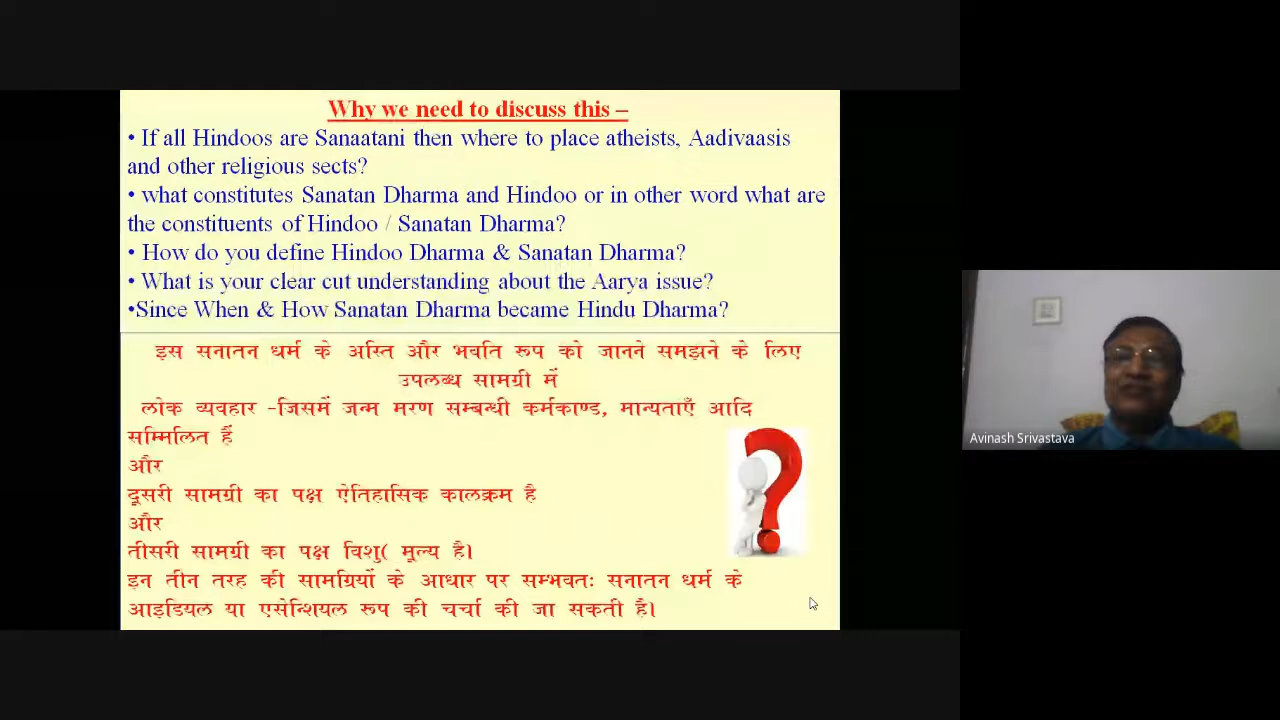 Why we need to discuss this –
• If all Hindoos are Sanaatani then where to place atheists, Aadivaasis
and other religious sects?
• what constitutes Sanatan Dharma and Hindoo or in other word what are
the constituents of Hindoo / Sanatan Dharma?
• How do you define Hindoo Dharma & Sanatan Dharma?
• What is your clear cut understanding about the Aarya issue?
•Since When & How Sanatan Dharma became Hindu Dharma?
इस सनातन धर्म के अस्ति और भवति रूप को जानने समझने के लिए
उपलब्ध सामग्री में
लोक व्यवहार -जिसमें जन्म मरण सम्बन्धी कर्मकाण्ड, मान्यताएँ आदि
सम्मिलित हैं
और
दूसरी सामग्री का पक्ष ऐतिहासिक कालक्रम है
और
तीसरी सामग्री का पक्ष विशु( मूल्य है।
इन तीन तरह की सामग्रियों के आधार पर सम्भवतः सनातन धर्म के
आइडियल या एसेन्शियल रूप की चर्चा की जा सकती है।
Avinash Srivastava